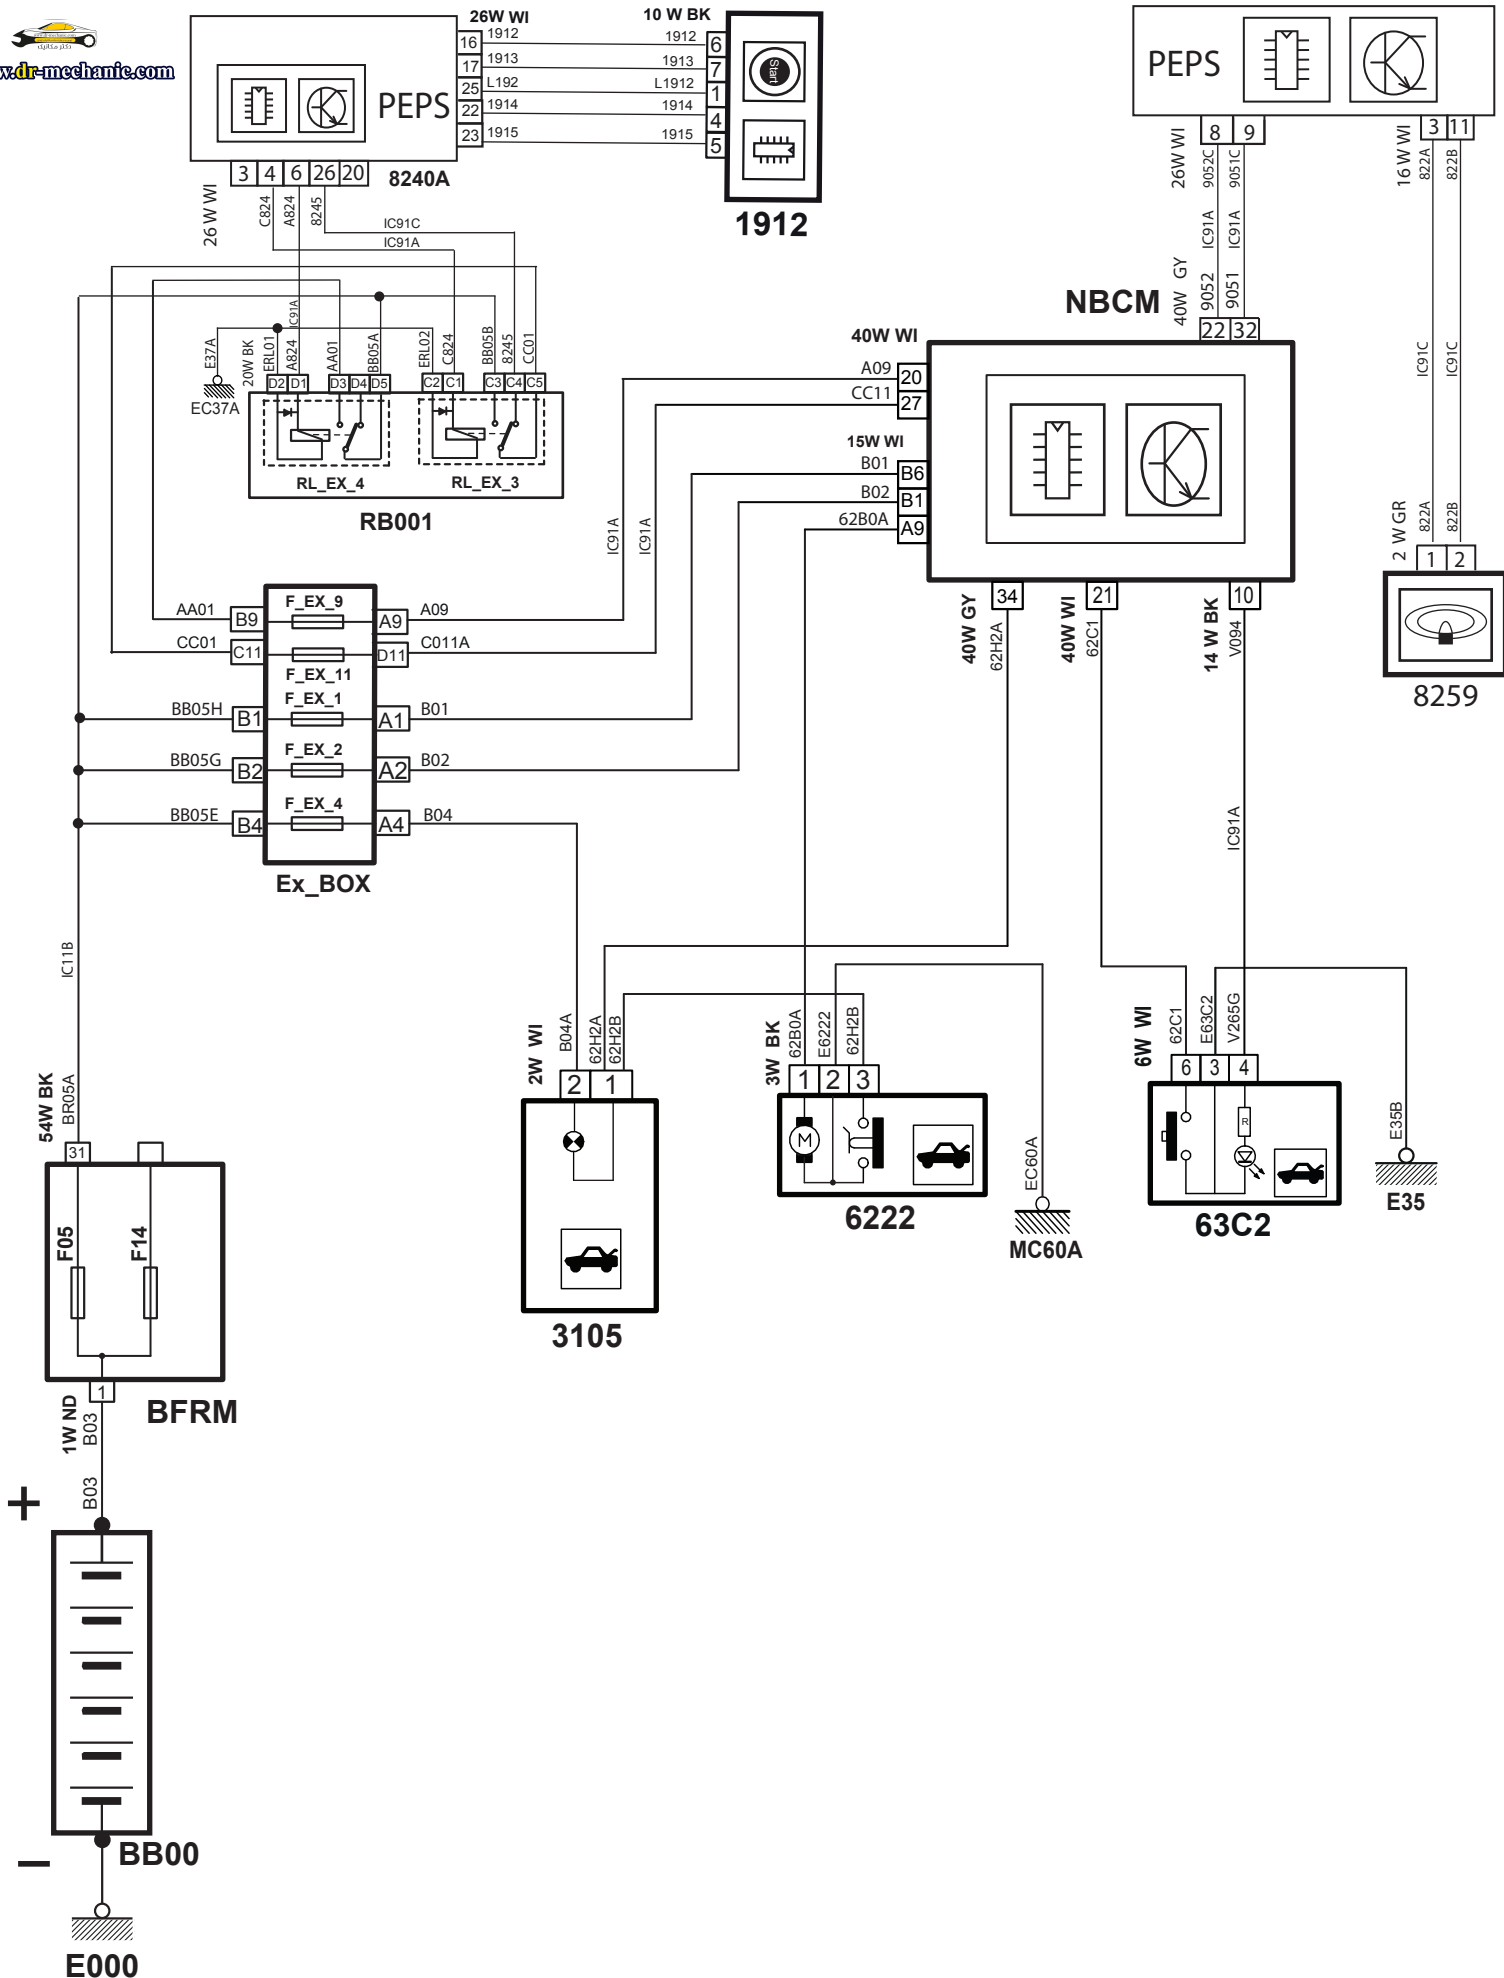 دکتر مکانیک
w.dr-mechanic.com
PEPS
26W WI
16
17
25
22
23
1912
1913
L192
1914
1915
10 W BK
1912
1913
L1912
1914
1915
6
7
1
4
5
Start
1912
3
4
6
26
20
8240A
26 W WI
C824
A824
8245
IC91C
IC91A
IC91A
E37A
EC37A
20W BK
ERL01
A824
AA01
BB05A
ERL02
C824
BB05B
8245
CC01
D2
D1
D3
D4
D5
C2
C1
C3
C4
C5
RL_EX_4
RL_EX_3
RB001
PEPS
26W WI
8
9
16 W WI
3
11
9052C
9051C
822A
822B
IC91A
IC91A
40W GY
9052
9051
22
32
NBCM
40W WI
A09
20
CC11
27
15W WI
B01
B6
B02
B1
62B0A
A9
IC91A
IC91A
IC91C
IC91C
2 W GR
822A
822B
1
2
8259
34
21
10
40W GY
62H2A
40W WI
62C1
14 W BK
V094
IC91A
AA01
B9
F_EX_9
A9
A09
CC01
C11
F_EX_11
D11
C011A
BB05H
B1
F_EX_1
A1
B01
BB05G
B2
F_EX_2
A2
B02
BB05E
B4
F_EX_4
A4
B04
Ex_BOX
IC11B
54W BK
BR05A
31
F05
F14
BFRM
1
1W ND
B03
B03
+
BB00
–
E000
2W WI
B04A
62H2A
62H2B
2
1
3105
3W BK
62B0A
E6222
62H2B
1
2
3
M
6222
EC60A
MC60A
6W WI
62C1
E63C2
V265G
6
3
4
R
63C2
E35B
E35